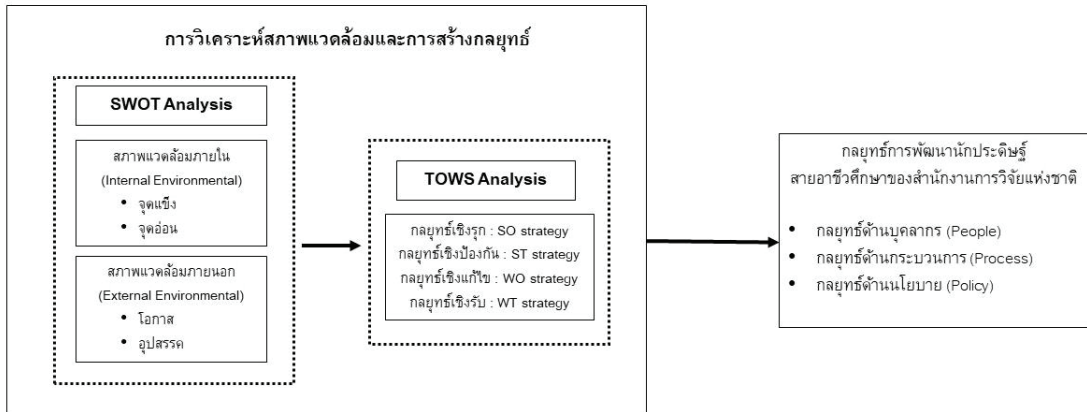 การวิเคราะห์สภาพแวดล้อมและการสร้างกลยุทธ์
SWOT Analysis
สภาพแวดล้อมภายใน
(Internal Environmental)
• จุดแข็ง
• จุดอ่อน
สภาพแวดล้อมภายนอก
(External Environmental)
• โอกาส
• อุปสรรค
TOWS Analysis
กลยุทธ์เชิงรุก : SO strategy
กลยุทธ์เชิงป้องกัน : ST strategy
กลยุทธ์เชิงแก้ไข : WO strategy
กลยุทธ์เชิงรับ : WT strategy
กลยุทธ์การพัฒนานักประดิษฐ์
สายอาชีวศึกษาของสำนักงานการวิจัยแห่งชาติ
• กลยุทธ์ด้านบุคลากร (People)
• กลยุทธ์ด้านกระบวนการ (Process)
• กลยุทธ์ด้านนโยบาย (Policy)